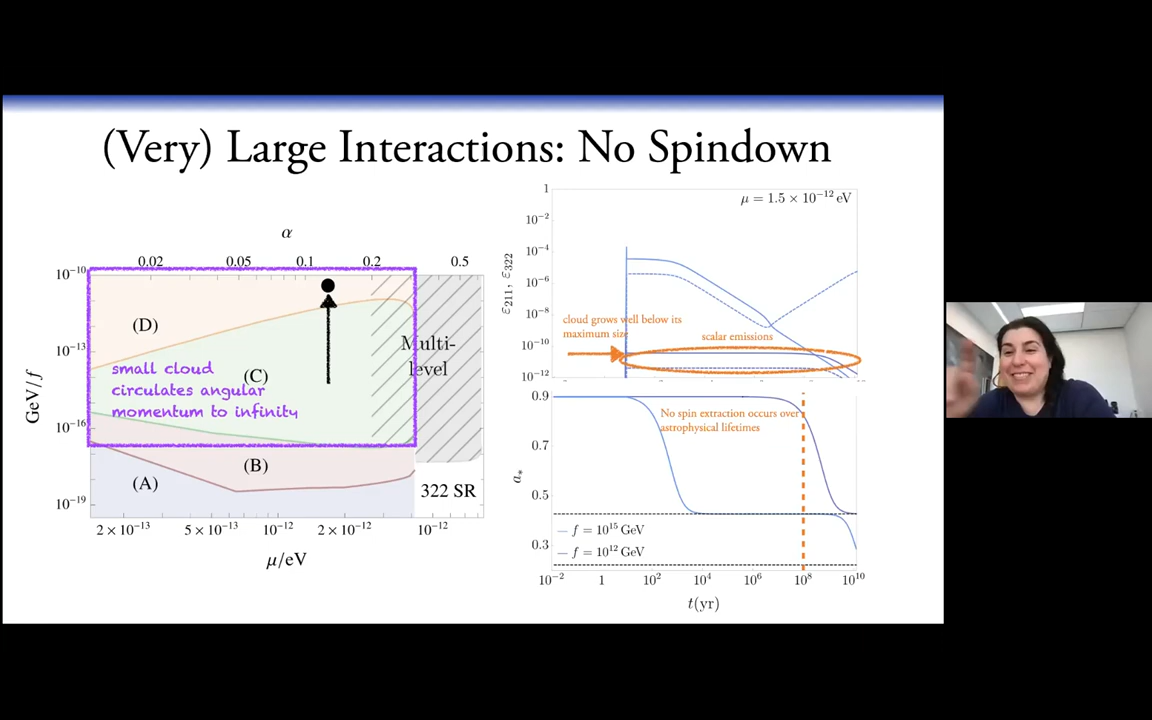 (Very) Large Interactions: No Spindown
α
0.02 0.05 0.1 0.2 0.5
10⁻¹⁰
10⁻¹³
10⁻¹⁶
10⁻¹⁹
GeV/f
(D)
(C)
(B)
(A)
small cloud
circulates angular
momentum to infinity
Multi-
level
322 SR
2×10⁻¹³ 5×10⁻¹³ 10⁻¹² 2×10⁻¹² 10⁻¹²
μ/eV
μ = 1.5 × 10⁻¹² eV
1
10⁻²
10⁻⁴
10⁻⁶
10⁻⁸
10⁻¹⁰
10⁻¹²
ε₂₁₁, ε₃₂₂
cloud grows well below its
maximum size
scalar emissions
0.9
0.7
0.5
0.3
a*
No spin extraction occurs over
astrophysical lifetimes
f = 10¹⁵ GeV
f = 10¹² GeV
10⁻² 1 10² 10⁴ 10⁶ 10⁸ 10¹⁰
t(yr)